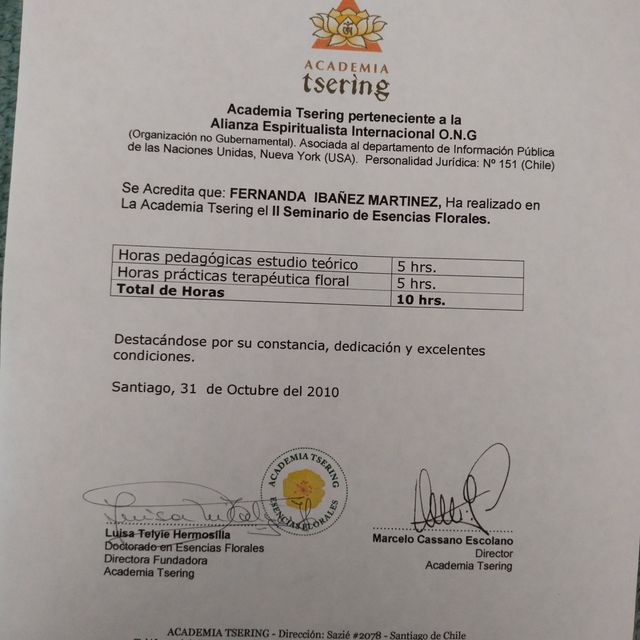 ACADEMIA
tsering
Academia Tsering perteneciente a la
Alianza Espiritualista Internacional O.N.G
(Organización no Gubernamental). Asociada al departamento de Información Pública
de las Naciones Unidas, Nueva York (USA). Personalidad Jurídica: Nº 151 (Chile)
Se Acredita que: FERNANDA IBAÑEZ MARTINEZ, Ha realizado en
La Academia Tsering el II Seminario de Esencias Florales.
Horas pedagógicas estudio teórico 5 hrs.
Horas prácticas terapéutica floral 5 hrs.
Total de Horas 10 hrs.
Destacándose por su constancia, dedicación y excelentes
condiciones.
Santiago, 31 de Octubre del 2010
ACADEMIA TSERING
ESENCIAS FLORALES
Luisa Telyie Hermosilla
Doctorado en Esencias Florales
Directora Fundadora
Academia Tsering
Marcelo Cassano Escolano
Director
Academia Tsering
ACADEMIA TSERING - Dirección: Sazié #2078 - Santiago de Chile